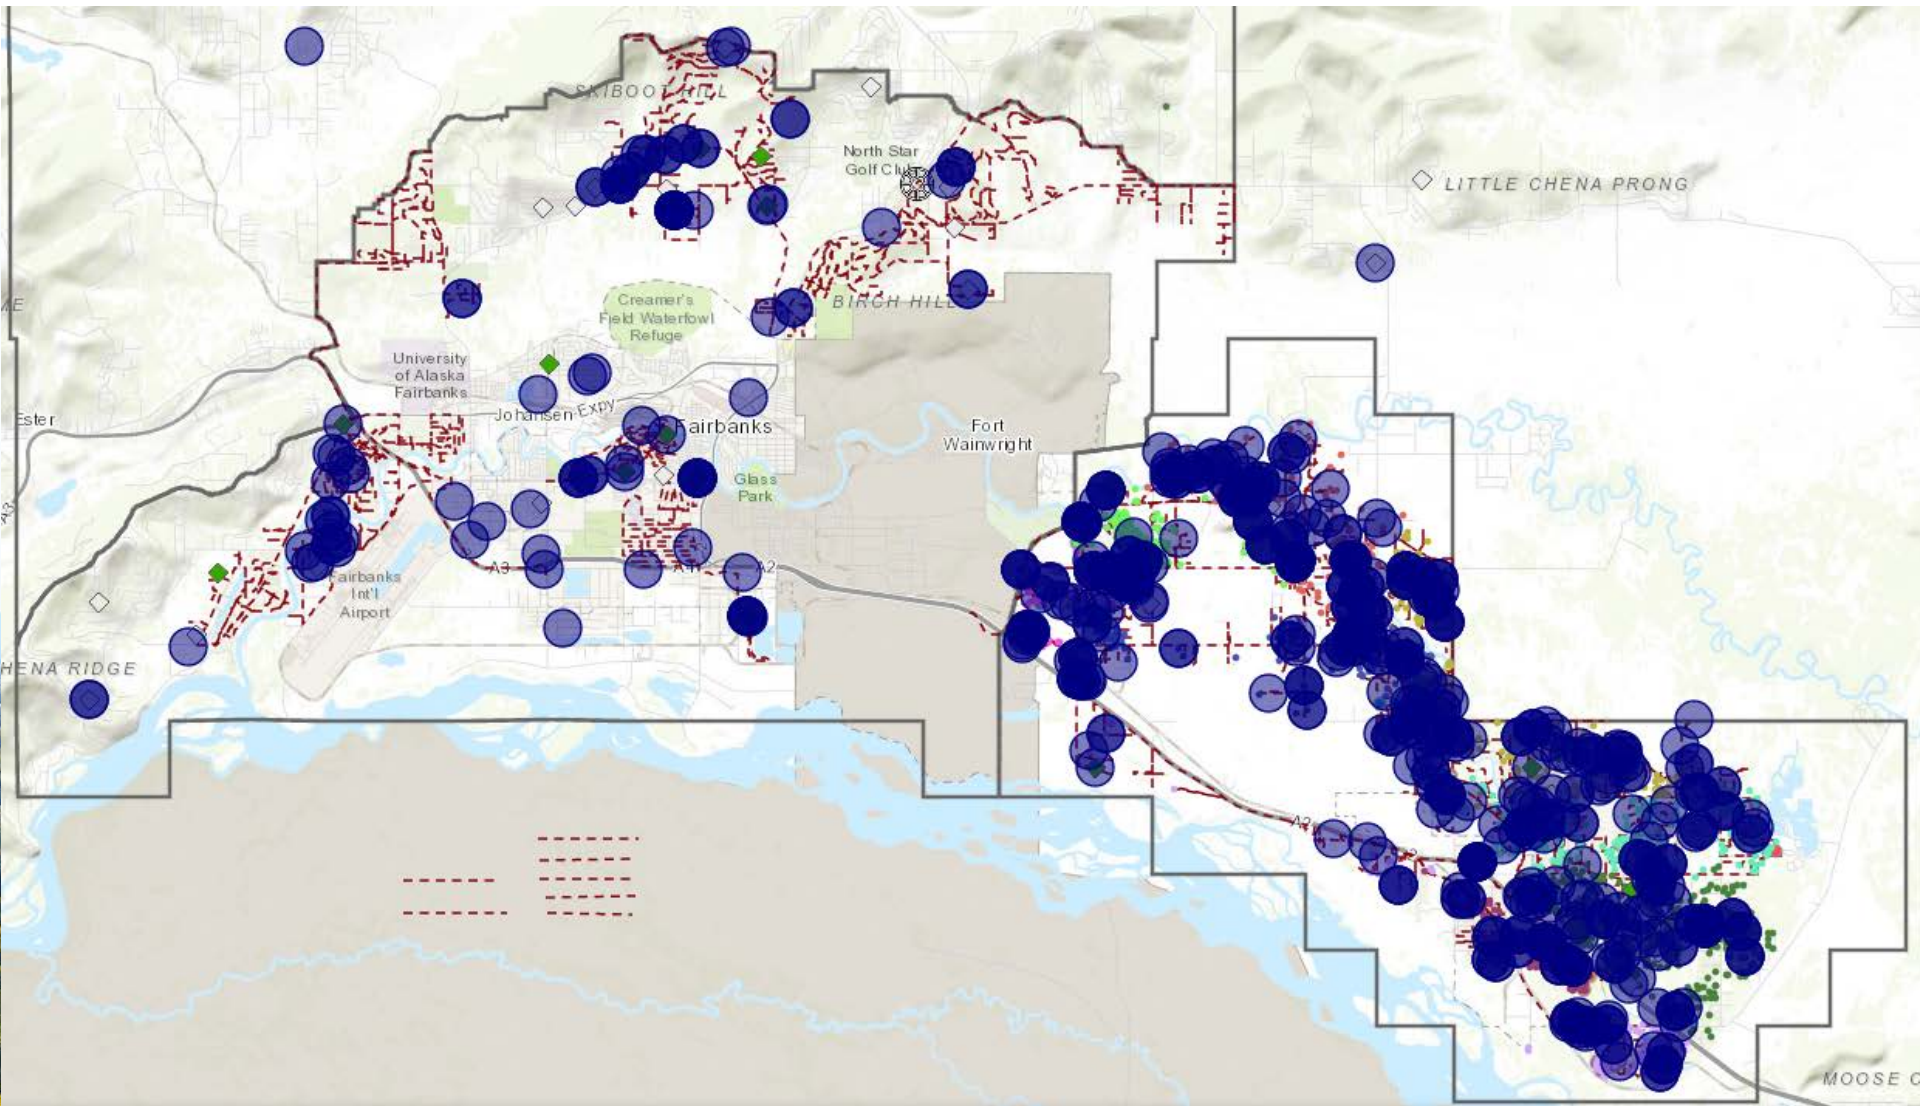 SKIBOOT HILL
North Star
Golf Club
LITTLE CHENA PRONG
Creamer's
Field Waterfowl
Refuge
BIRCH HILL
University
of Alaska
Fairbanks
Johansen Expy
Ester
Fairbanks
Fort
Wainwright
Glass
Park
A3
A3
A2
Fairbanks
Int'l
Airport
HENA RIDGE
A2
MOOSE C